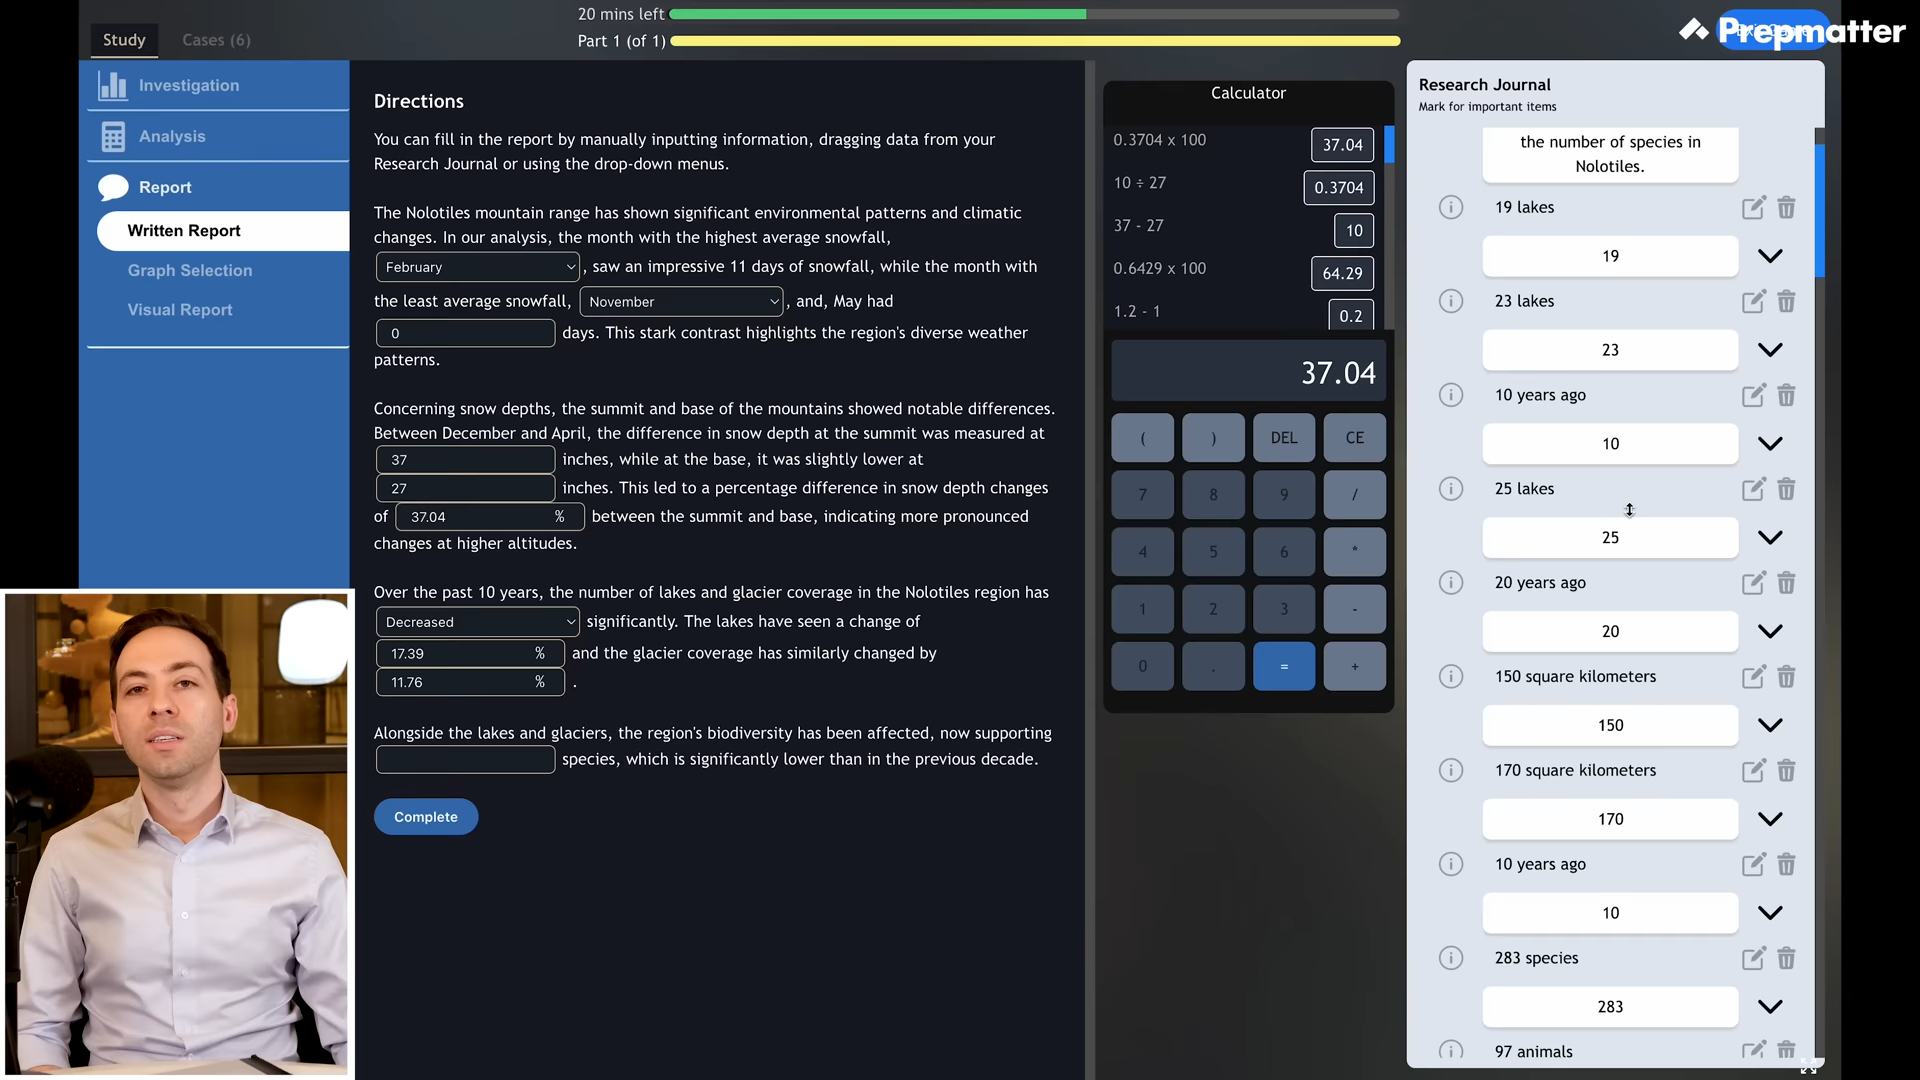 Study
Cases (6)
20 mins left
Part 1 (of 1)
Prepmatter
Investigation
Analysis
Report
Written Report
Graph Selection
Visual Report
Directions
You can fill in the report by manually inputting information, dragging data from your
Research Journal or using the drop-down menus.
The Nolotiles mountain range has shown significant environmental patterns and climatic
changes. In our analysis, the month with the highest average snowfall,
February , saw an impressive 11 days of snowfall, while the month with
the least average snowfall, November , and, May had
0 days. This stark contrast highlights the region's diverse weather
patterns.
Concerning snow depths, the summit and base of the mountains showed notable differences.
Between December and April, the difference in snow depth at the summit was measured at
37 inches, while at the base, it was slightly lower at
27 inches. This led to a percentage difference in snow depth changes
of 37.04 % between the summit and base, indicating more pronounced
changes at higher altitudes.
Over the past 10 years, the number of lakes and glacier coverage in the Nolotiles region has
Decreased significantly. The lakes have seen a change of
17.39 % and the glacier coverage has similarly changed by
11.76 % .
Alongside the lakes and glaciers, the region's biodiversity has been affected, now supporting
species, which is significantly lower than in the previous decade.
Complete
Calculator
0.3704 x 100 37.04
10 ÷ 27 0.3704
37 - 27 10
0.6429 x 100 64.29
1.2 - 1 0.2
37.04
( ) DEL CE
7 8 9 /
4 5 6 *
1 2 3 -
0 . = +
Research Journal
Mark for important items
the number of species in
Nolotiles.
19 lakes
19
23 lakes
23
10 years ago
10
25 lakes
25
20 years ago
20
150 square kilometers
150
170 square kilometers
170
10 years ago
10
283 species
283
97 animals